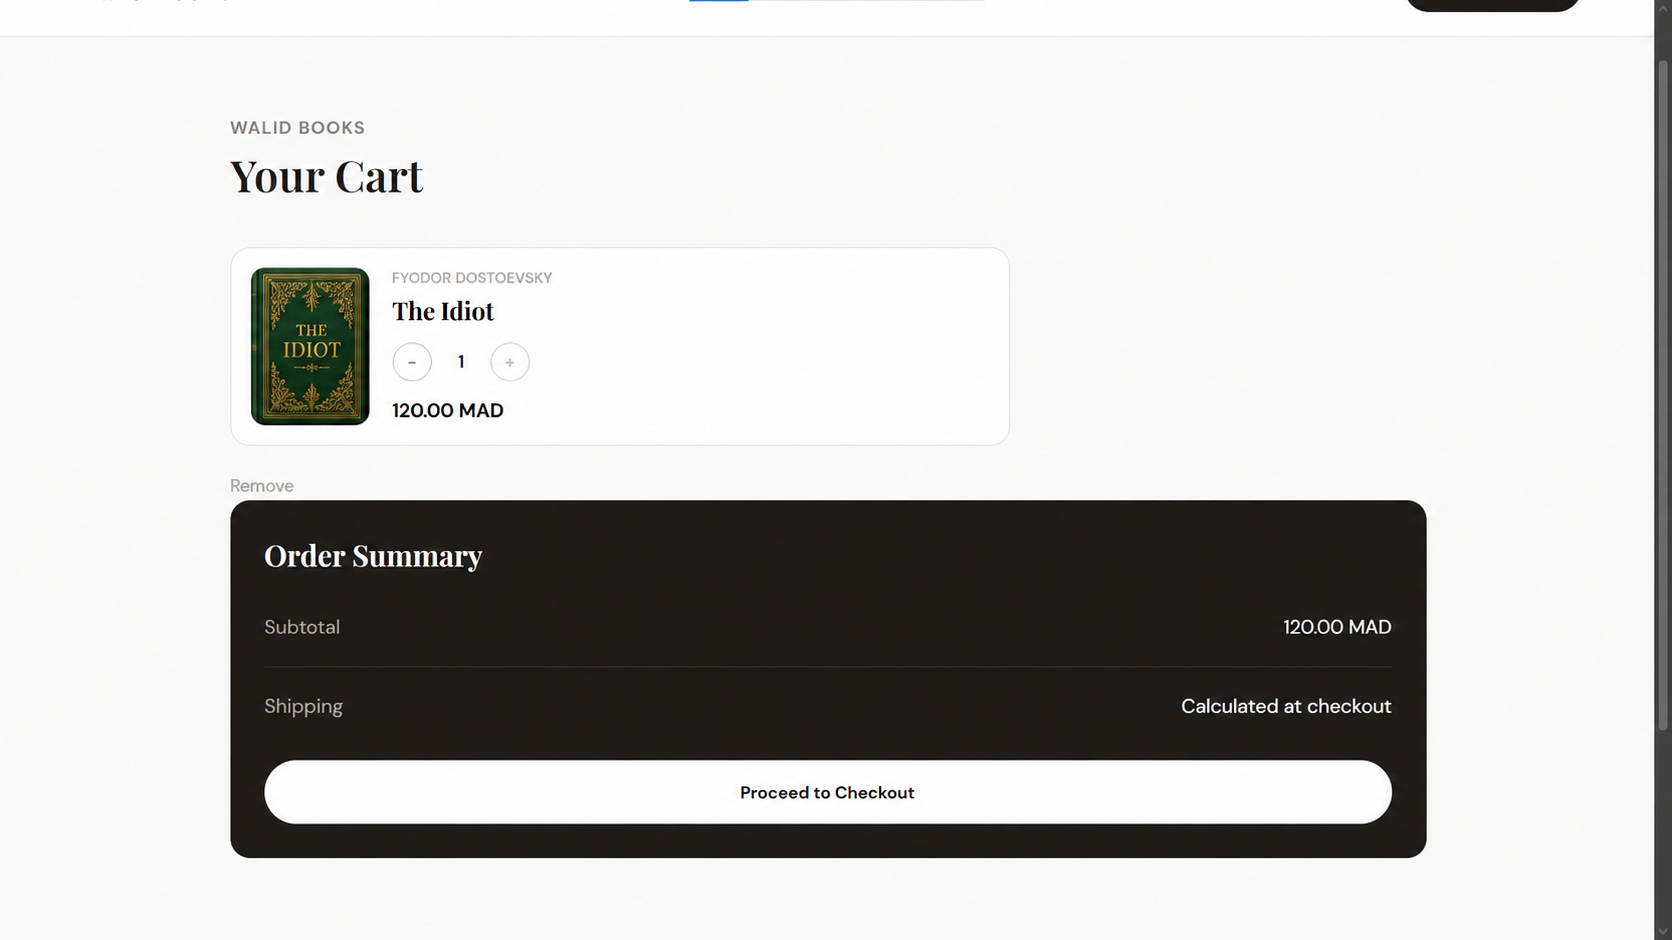 WALID BOOKS
Your Cart
THE
IDIOT
FYODOR DOSTOEVSKY
The Idiot
- 1 +
120.00 MAD
Remove
Order Summary
Subtotal 120.00 MAD
Shipping Calculated at checkout
Proceed to Checkout